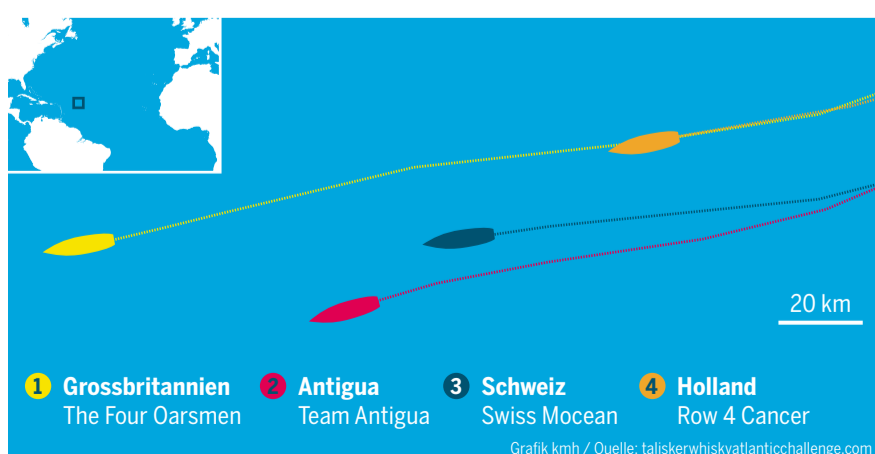 20 km
1 Grossbritannien
The Four Oarsmen
2 Antigua
Team Antigua
3 Schweiz
Swiss Mocean
4 Holland
Row 4 Cancer
Grafik kmh / Quelle: taliskerwhiskyatlanticchallenge.com